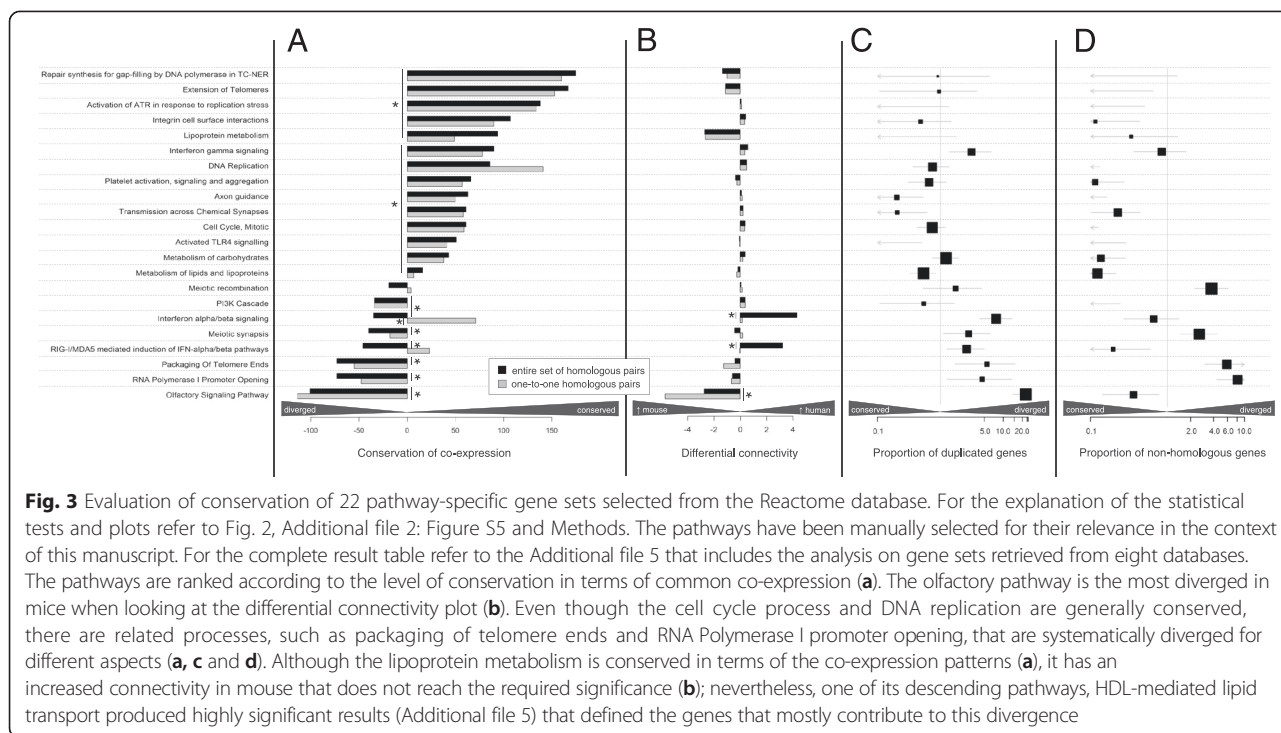 A
B
C
D
Repair synthesis for gap-filling by DNA polymerase in TC-NER
Extension of Telomeres
Activation of ATR in response to replication stress
Integrin cell surface interactions
Lipoprotein metabolism
Interferon gamma signaling
DNA Replication
Platelet activation, signaling and aggregation
Axon guidance
Transmission across Chemical Synapses
Cell Cycle, Mitotic
Activated TLR4 signalling
Metabolism of carbohydrates
Metabolism of lipids and lipoproteins
Meiotic recombination
PI3K Cascade
Interferon alpha/beta signaling
Meiotic synapsis
RIG-I/MDA5 mediated induction of IFN-alpha/beta pathways
Packaging Of Telomere Ends
RNA Polymerase I Promoter Opening
Olfactory Signaling Pathway
* * * * * * * * *
* * *
entire set of homologous pairs
one-to-one homologous pairs
diverged conserved
↑ mouse ↑ human
conserved diverged
conserved diverged
-100 -50 0 50 100 150
-4 -2 0 2 4
0.1 5.0 10.0 20.0
0.1 2.0 4.0 6.0 10.0
Conservation of co-expression
Differential connectivity
Proportion of duplicated genes
Proportion of non-homologous genes
Fig. 3 Evaluation of conservation of 22 pathway-specific gene sets selected from the Reactome database. For the explanation of the statistical
tests and plots refer to Fig. 2, Additional file 2: Figure S5 and Methods. The pathways have been manually selected for their relevance in the context
of this manuscript. For the complete result table refer to the Additional file 5 that includes the analysis on gene sets retrieved from eight databases.
The pathways are ranked according to the level of conservation in terms of common co-expression (a). The olfactory pathway is the most diverged in
mice when looking at the differential connectivity plot (b). Even though the cell cycle process and DNA replication are generally conserved,
there are related processes, such as packaging of telomere ends and RNA Polymerase I promoter opening, that are systematically diverged for
different aspects (a, c and d). Although the lipoprotein metabolism is conserved in terms of the co-expression patterns (a), it has an
increased connectivity in mouse that does not reach the required significance (b); nevertheless, one of its descending pathways, HDL-mediated lipid
transport produced highly significant results (Additional file 5) that defined the genes that mostly contribute to this divergence